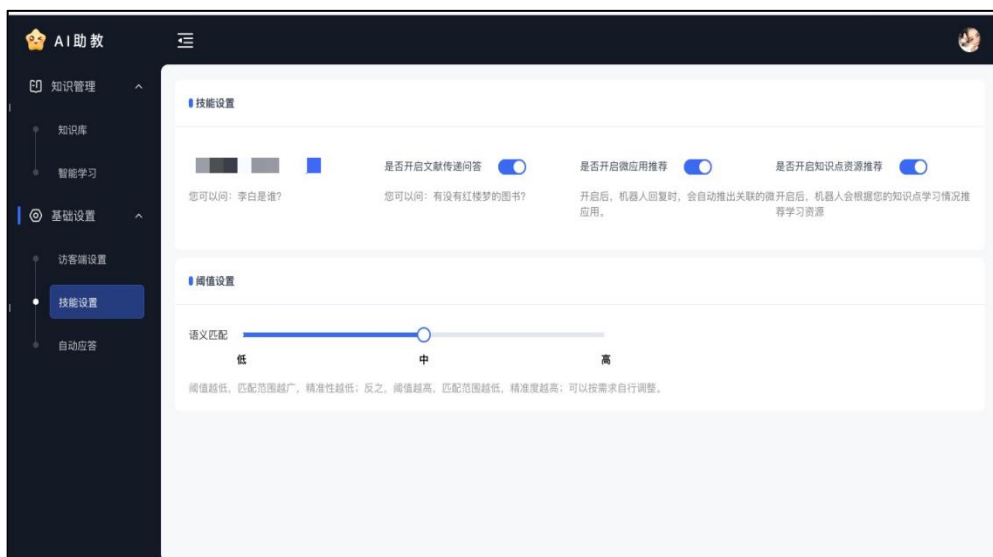 AI助教
知识管理
知识库
智能学习
基础设置
访客端设置
技能设置
自动应答
技能设置
是否开启文献传递问答
是否开启微应用推荐
是否开启知识点资源推荐
您可以问：李白是谁?
您可以问：有没有红楼梦的图书?
开启后，机器人回复时，会自动推出关联的微
应用。
开启后，机器人会根据您的知识点学习情况推
荐学习资源
阈值设置
语义匹配
低
中
高
阈值越低，匹配范围越广，精准性越低；反之，阈值越高，匹配范围越低，精准度越高；可以按需求自行调整。